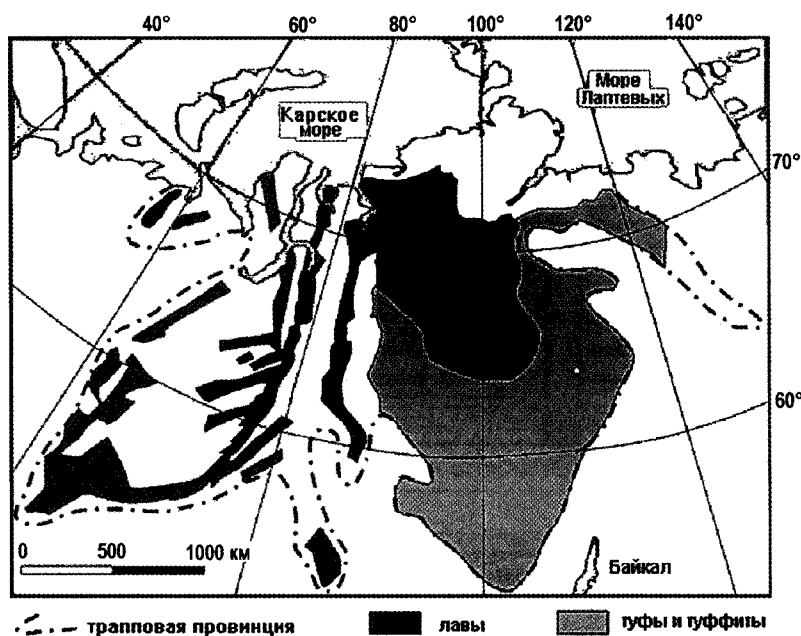 40°
60°
80°
100°
120°
140°
Море
Лаптевых
Карское
море
70°
60°
0 500 1000 км
Байкал
трапповая провинция
лавы
туфы и туффиты